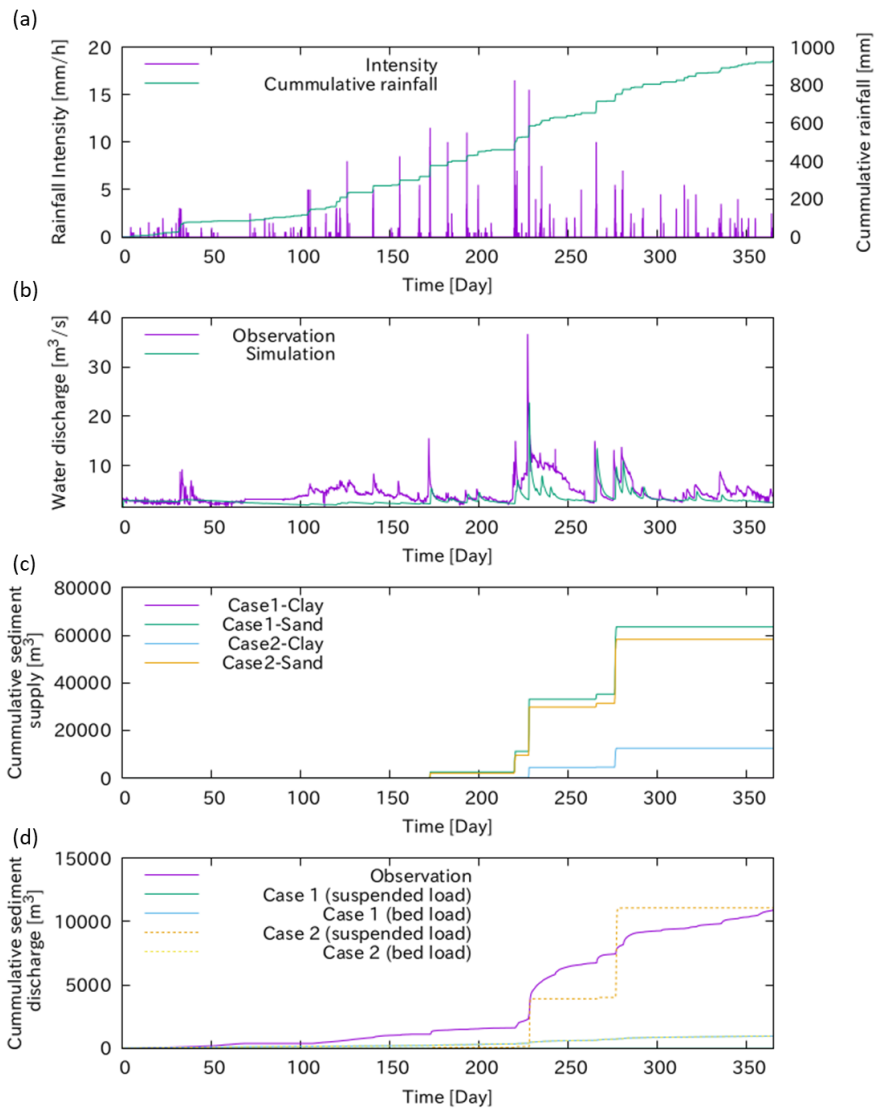 (a)
Rainfall Intensity [mm/h]
20
15
10
5
0
Intensity
Cummulative rainfall
1000
800
600
400
200
0
Cummulative rainfall [mm]
0 50 100 150 200 250 300 350
Time [Day]
(b)
Water discharge [m³/s]
40
30
20
10
Observation
Simulation
0 50 100 150 200 250 300 350
Time [Day]
(c)
Cummulative sediment
supply [m³]
80000
60000
40000
20000
0
Case1-Clay
Case1-Sand
Case2-Clay
Case2-Sand
0 50 100 150 200 250 300 350
Time [Day]
(d)
Cummulative sediment
discharge [m³]
15000
10000
5000
0
Observation
Case 1 (suspended load)
Case 1 (bed load)
Case 2 (suspended load)
Case 2 (bed load)
0 50 100 150 200 250 300 350
Time [Day]